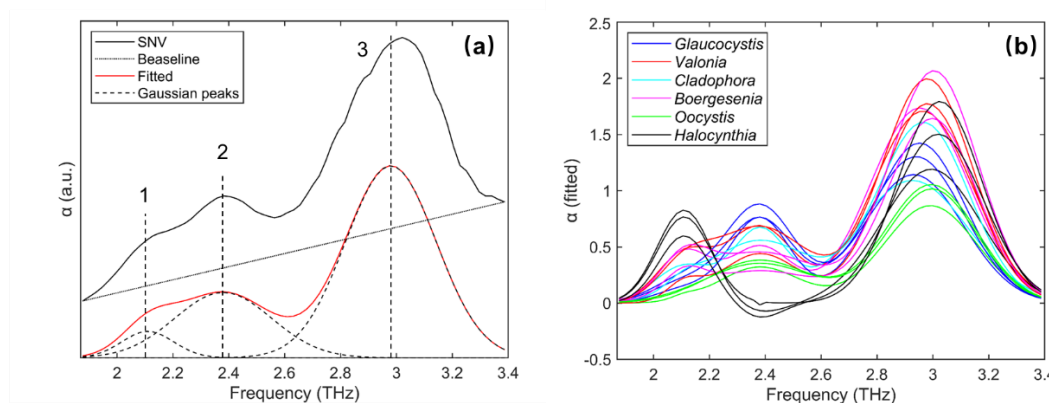 (a)
SNV
Beaseline
Fitted
Gaussian peaks
1
2
3
α (a.u.)
2 2.2 2.4 2.6 2.8 3 3.2 3.4
Frequency (THz)
(b)
Glaucocystis
Valonia
Cladophora
Boergesenia
Oocystis
Halocynthia
α (fitted)
2.5
2
1.5
1
0.5
0
-0.5
2 2.2 2.4 2.6 2.8 3 3.2 3.4
Frequency (THz)